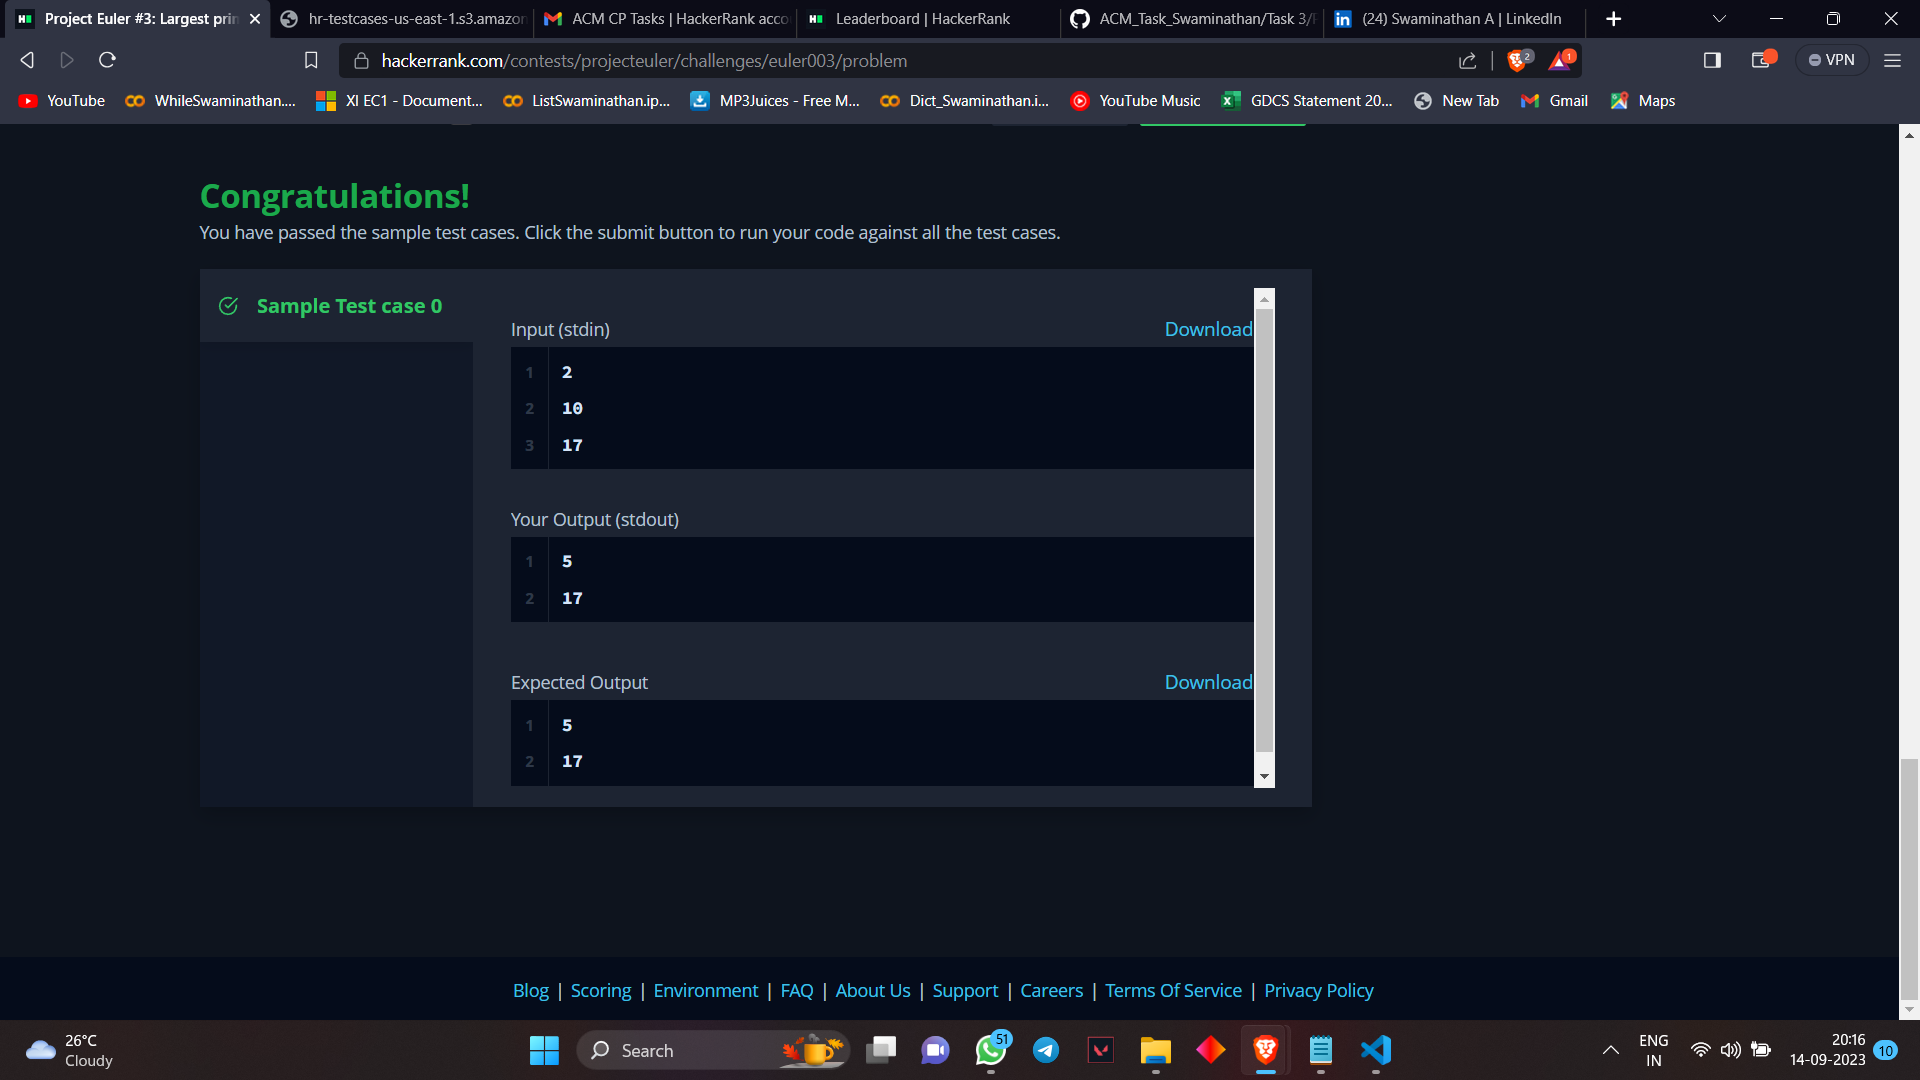 Project Euler #3: Largest prin
hr-testcases-us-east-1.s3.amazon
ACM CP Tasks | HackerRank acco
Leaderboard | HackerRank
ACM_Task_Swaminathan/Task 3/P
(24) Swaminathan A | LinkedIn
hackerrank.com/contests/projecteuler/challenges/euler003/problem
2
1
VPN
YouTube
WhileSwaminathan....
XI EC1 - Document...
ListSwaminathan.ip...
MP3Juices - Free M...
Dict_Swaminathan.i...
YouTube Music
GDCS Statement 20...
New Tab
Gmail
Maps
Congratulations!
You have passed the sample test cases. Click the submit button to run your code against all the test cases.
Sample Test case 0
Input (stdin)
Download
1 2
2 10
3 17
Your Output (stdout)
1 5
2 17
Expected Output
Download
1 5
2 17
Blog | Scoring | Environment | FAQ | About Us | Support | Careers | Terms Of Service | Privacy Policy
26°C
Cloudy
Search
51
ENG
IN
20:16
14-09-2023
10